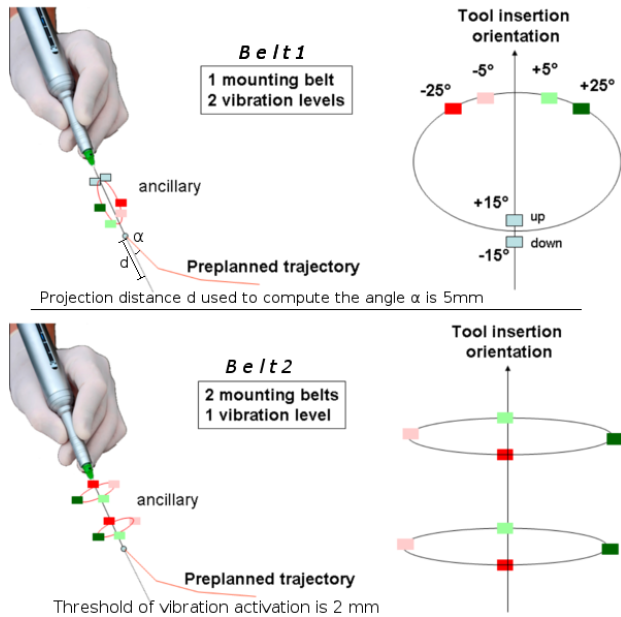 Belt1
1 mounting belt
2 vibration levels
ancillary
α
d
Preplanned trajectory
Projection distance d used to compute the angle α is 5mm
Tool insertion
orientation
-5° +5°
-25° +25°
+15° up
-15° down
Belt2
2 mounting belts
1 vibration level
ancillary
Preplanned trajectory
Threshold of vibration activation is 2 mm
Tool insertion
orientation